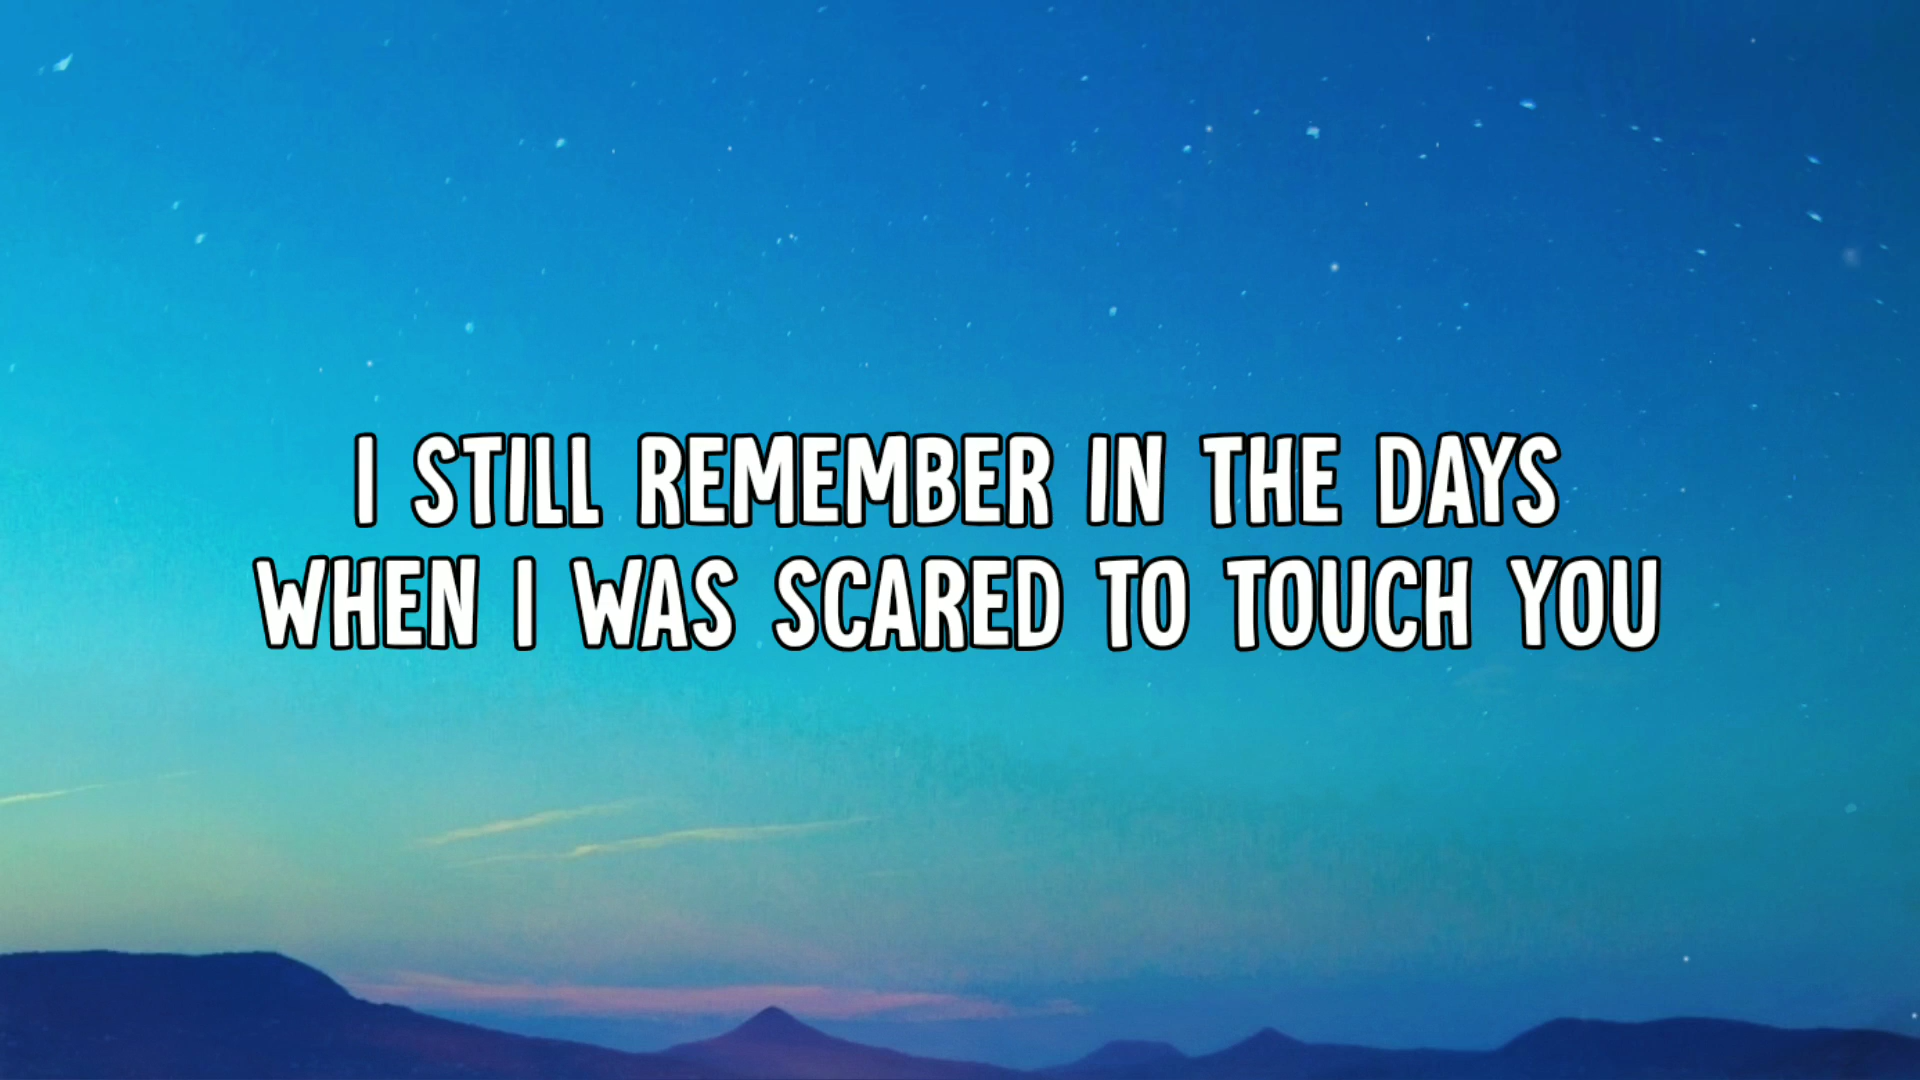 I STILL REMEMBER IN THE DAYS
WHEN I WAS SCARED TO TOUCH YOU